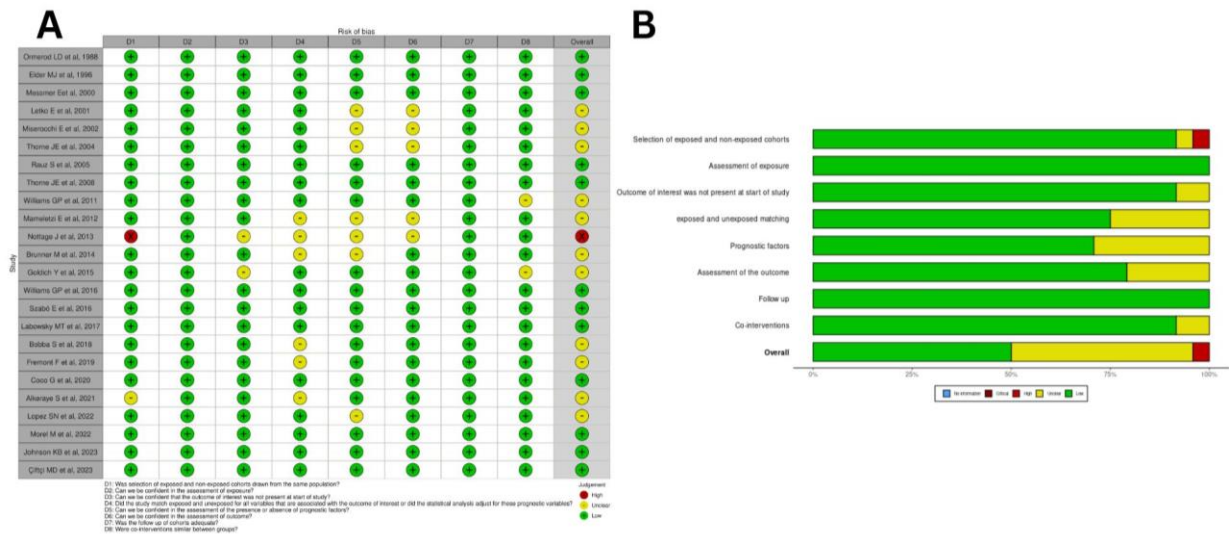 A
B
Risk of bias
D1 D2 D3 D4 D5 D6 D7 D8 Overall
Study
Ormerod LD et al, 1988
Elder MJ et al, 1996
Messmer Eet al, 2000
Letko E et al, 2001
Miserocchi E et al, 2002
Thorne JE et al, 2004
Rauz S et al, 2005
Thorne JE et al, 2008
Williams GP et al, 2011
Mameletzi E et al, 2012
Nottage J et al, 2013
Brunner M et al, 2014
Goldich Y et al, 2015
Williams GP et al, 2016
Szabó E et al, 2016
Labowsky MT et al, 2017
Bobba S et al, 2018
Fremont F et al, 2019
Coco G et al, 2020
Alkeraye S et al, 2021
Lopez SN et al, 2022
Morel M et al, 2022
Johnson KB et al, 2023
Çiftçi MD et al, 2023
D1: Was selection of exposed and non-exposed cohorts drawn from the same population?
D2: Can we be confident in the assessment of exposure?
D3: Can we be confident that the outcome of interest was not present at start of study?
D4: Did the study match exposed and unexposed for all variables that are associated with the outcome of interest or did the statistical analysis adjust for these prognostic variables?
D5: Can we be confident in the assessment of the presence or absence of prognostic factors?
D6: Can we be confident in the assessment of outcome?
D7: Was the follow up of cohorts adequate?
D8: Were co-interventions similar between groups?
Judgement
High
Unclear
Low
Selection of exposed and non-exposed cohorts
Assessment of exposure
Outcome of interest was not present at start of study
exposed and unexposed matching
Prognostic factors
Assessment of the outcome
Follow up
Co-interventions
Overall
0% 25% 50% 75% 100%
No information Critical High Unclear Low